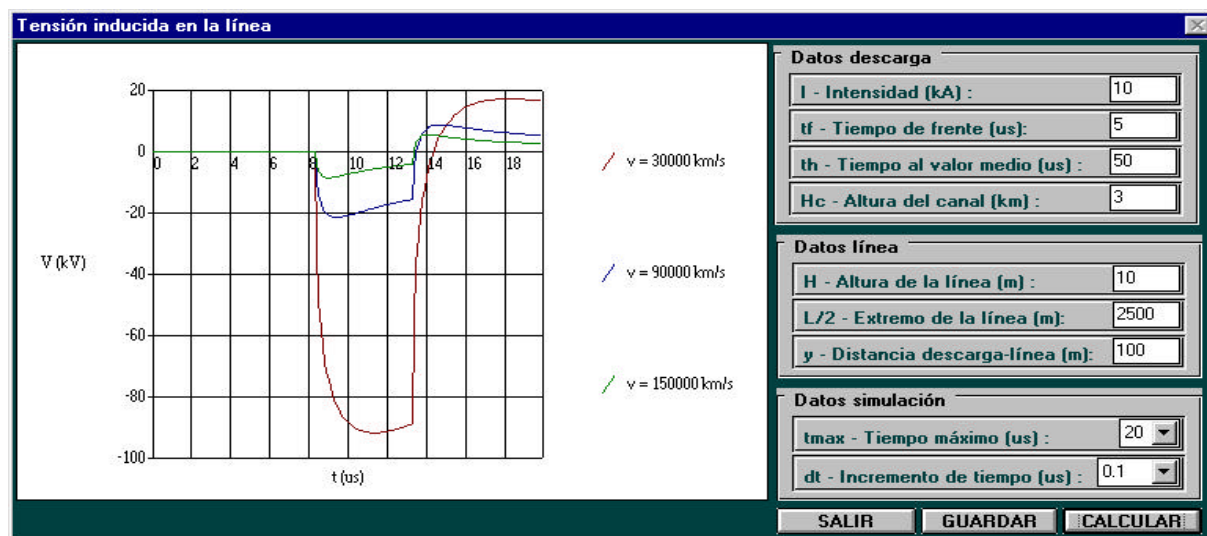 Tensión inducida en la línea
20
0
-20
-40
-60
-80
-100
V (kV)
0 2 4 6 8 10 12 14 16 18
t (us)
v = 30000 km/s
v = 90000 km/s
v = 150000 km/s
Datos descarga
I - Intensidad (kA) : 10
tf - Tiempo de frente (us): 5
th - Tiempo al valor medio (us) : 50
Hc - Altura del canal (km) : 3
Datos línea
H - Altura de la línea (m) : 10
L/2 - Extremo de la línea (m): 2500
y - Distancia descarga-línea (m): 100
Datos simulación
tmax - Tiempo máximo (us) : 20
dt - Incremento de tiempo (us) : 0.1
SALIR GUARDAR CALCULAR